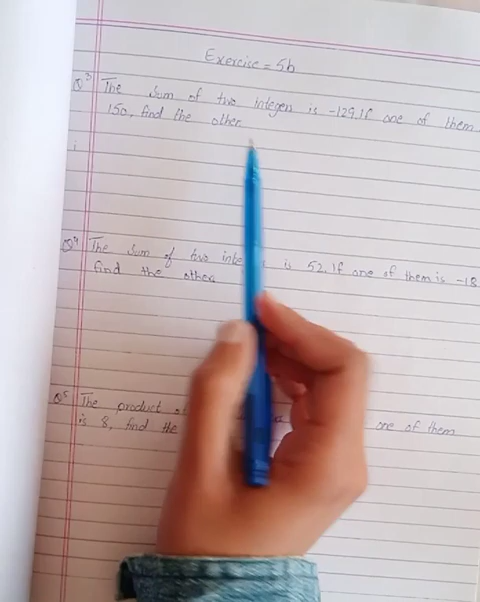 Exercise = 5b
Q3 The sum of two integers is -129. If one of them
150, find the other
Q4 The sum of two inte is 52. If one of them is -18
find the other.
Q5 The product one of them
is 8, find the